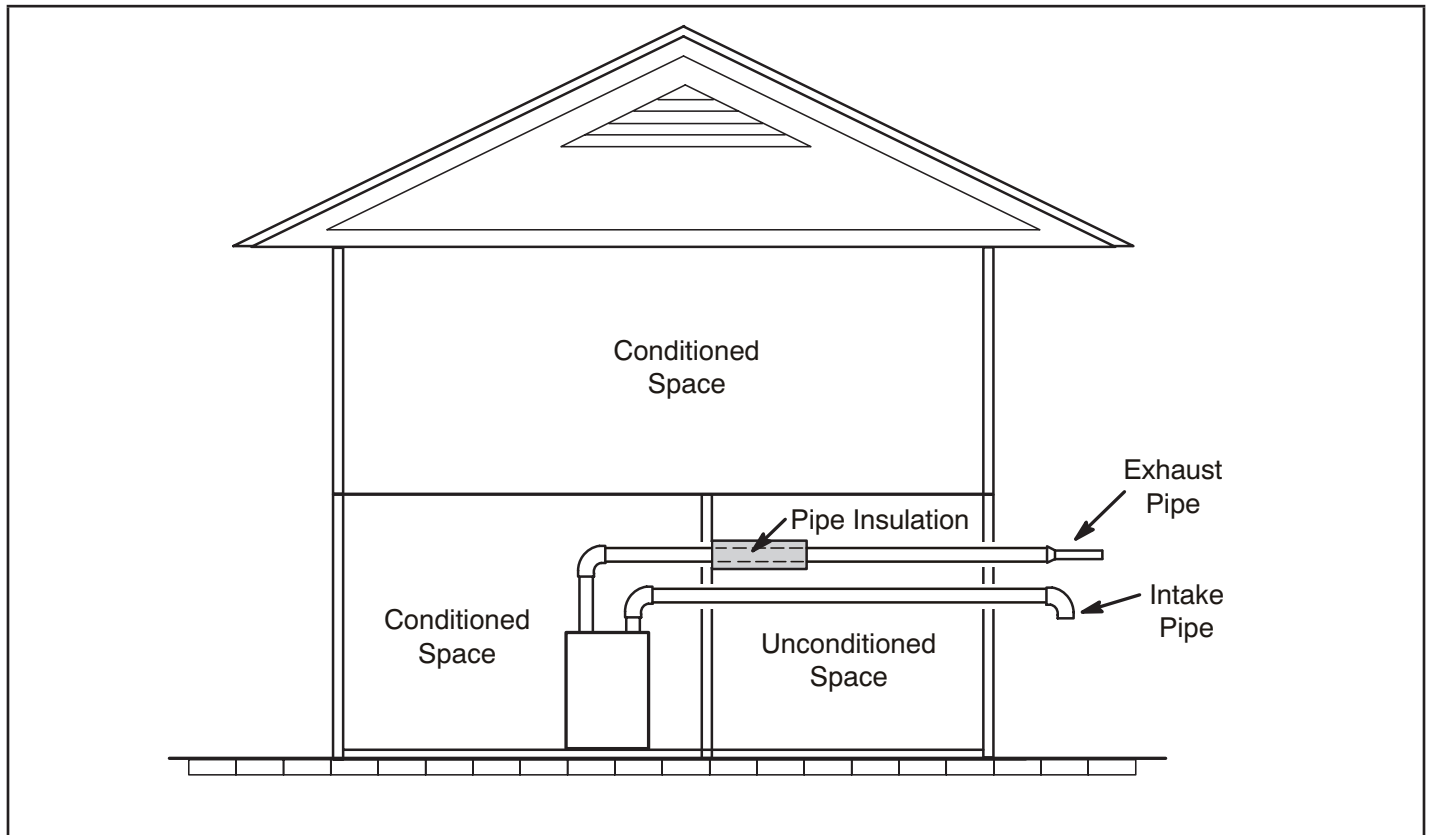 Conditioned
Space
Exhaust
Pipe
Pipe Insulation
Intake
Pipe
Conditioned
Space
Unconditioned
Space